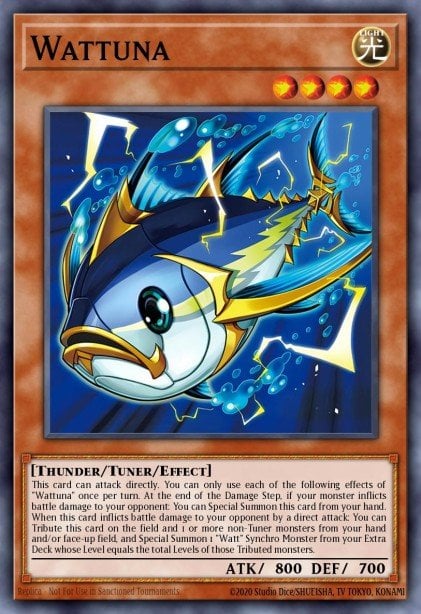 WATTUNA
LIGHT
光
[THUNDER/TUNER/EFFECT]
This card can attack directly. You can only use each of the following effects
of "Wattuna" once per turn. At the end of the Damage Step, if your monster inflicts
battle damage to your opponent: You can Special Summon this card from your hand.
When this card inflicts battle damage to your opponent by a direct attack: You can
Tribute this card on the field and 1 or more non-Tuner monsters from your hand
and/or face-up field, and Special Summon 1 "Watt" Synchro Monster from your Extra
Deck whose Level equals the total Levels of those Tributed monsters.
ATK/ 800 DEF/ 700
Replica - Not For Use in Sanctioned Tournaments
©2020 Studio Dice/SHUEISHA, TV TOKYO, KONAMI